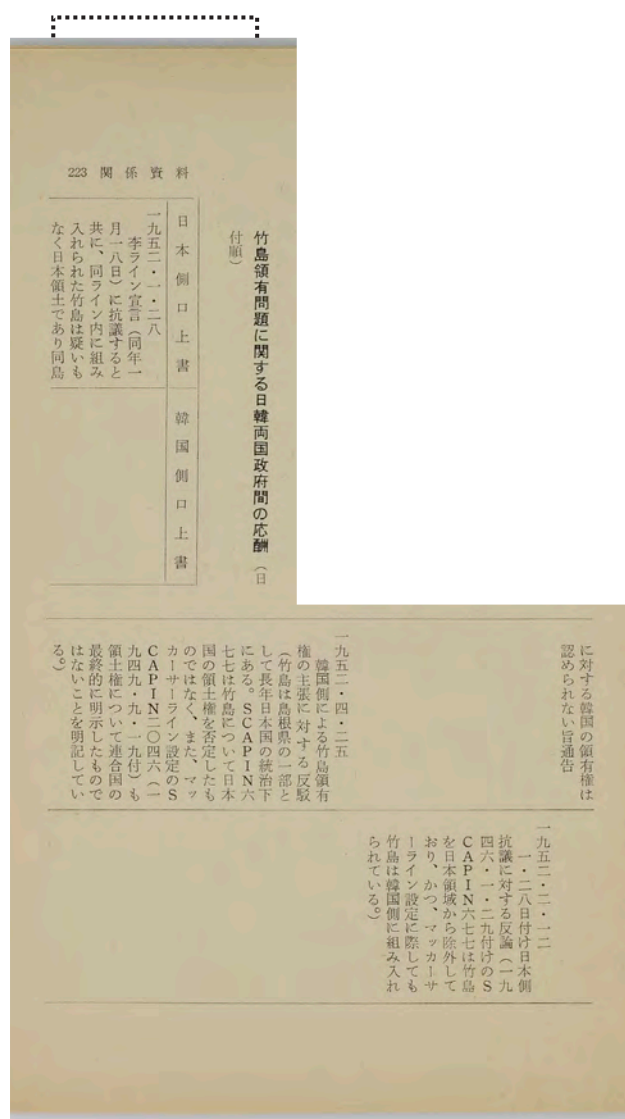 223 関係資料
竹島領有問題に関する日韓両国政府間の応酬（日
付順）
日本側口上書
韓国側口上書
一九五二・一・二八
李ライン宣言（同年一
月一八日）に抗議すると
共に、同ライン内に組み
入れられた竹島は疑いも
なく日本領土であり同島
に対する韓国の領有権は
認められない旨通告
一九五二・二・一二
一・二八日付け日本側
抗議に対する反論（一九
四六・一・二九付けのＳ
ＣＡＰＩＮ六七七は竹島
を日本領域から除外して
おり、かつ、マッカーサ
ーライン設定に際しても
竹島は韓国側に組み入れ
られている。）
一九五二・四・二五
韓国側による竹島領有
権の主張に対する反駁
（竹島は島根県の一部と
して長年日本国の統治下
にある。ＳＣＡＰＩＮ六
七七は竹島について日本
国の領土権を否定したも
のではなく、また、マッ
カーサーライン設定のＳ
ＣＡＰＩＮ二〇四六（一
九四九・九・一九付）も
領土権について連合国の
最終的に明示したもので
はないことを明記してい
る。）